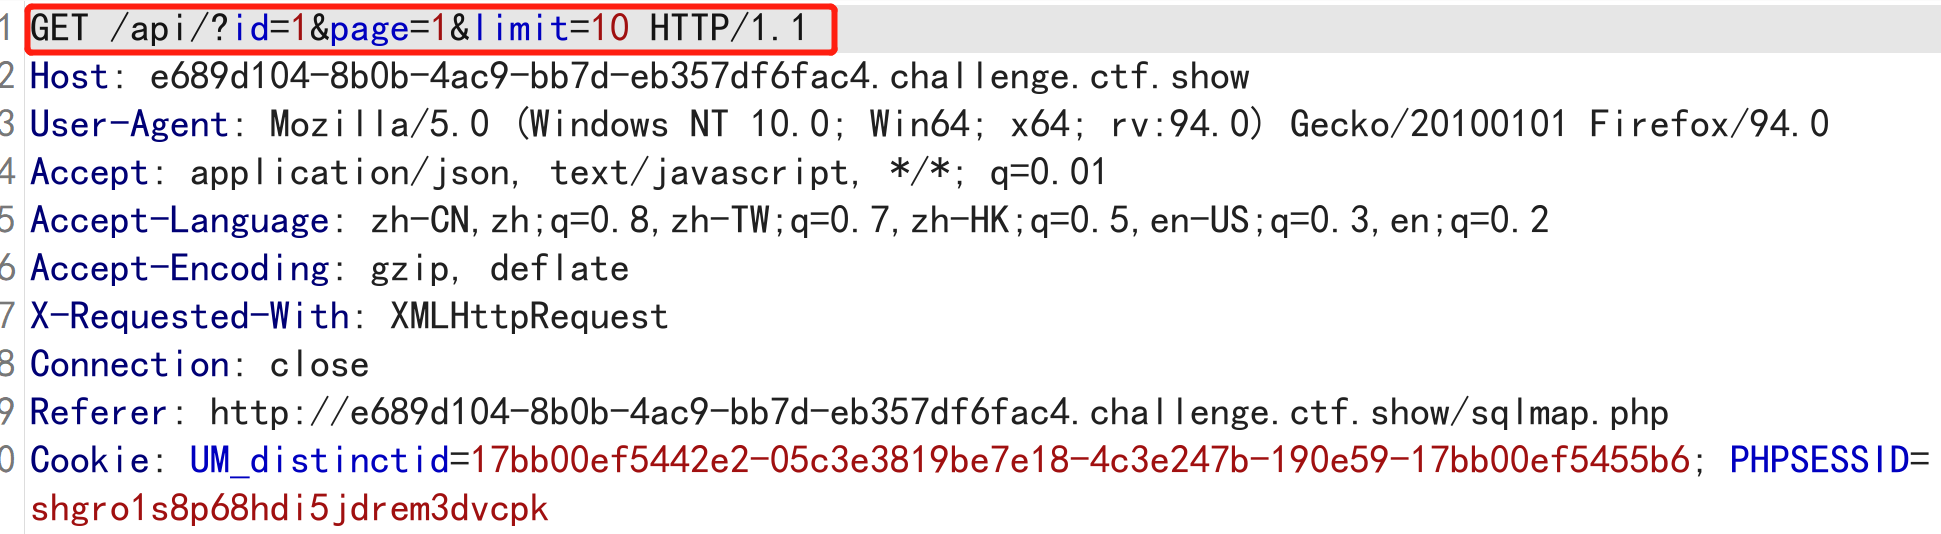 1 GET /api/?id=1&page=1&limit=10 HTTP/1.1
2 Host: e689d104-8b0b-4ac9-bb7d-eb357df6fac4.challenge.ctf.show
3 User-Agent: Mozilla/5.0 (Windows NT 10.0; Win64; x64; rv:94.0) Gecko/20100101 Firefox/94.0
4 Accept: application/json, text/javascript, */*; q=0.01
5 Accept-Language: zh-CN,zh;q=0.8,zh-TW;q=0.7,zh-HK;q=0.5,en-US;q=0.3,en;q=0.2
6 Accept-Encoding: gzip, deflate
7 X-Requested-With: XMLHttpRequest
8 Connection: close
9 Referer: http://e689d104-8b0b-4ac9-bb7d-eb357df6fac4.challenge.ctf.show/sqlmap.php
0 Cookie: UM_distinctid=17bb00ef5442e2-05c3e3819be7e18-4c3e247b-190e59-17bb00ef5455b6; PHPSESSID=
shgro1s8p68hdi5jdrem3dvcpk